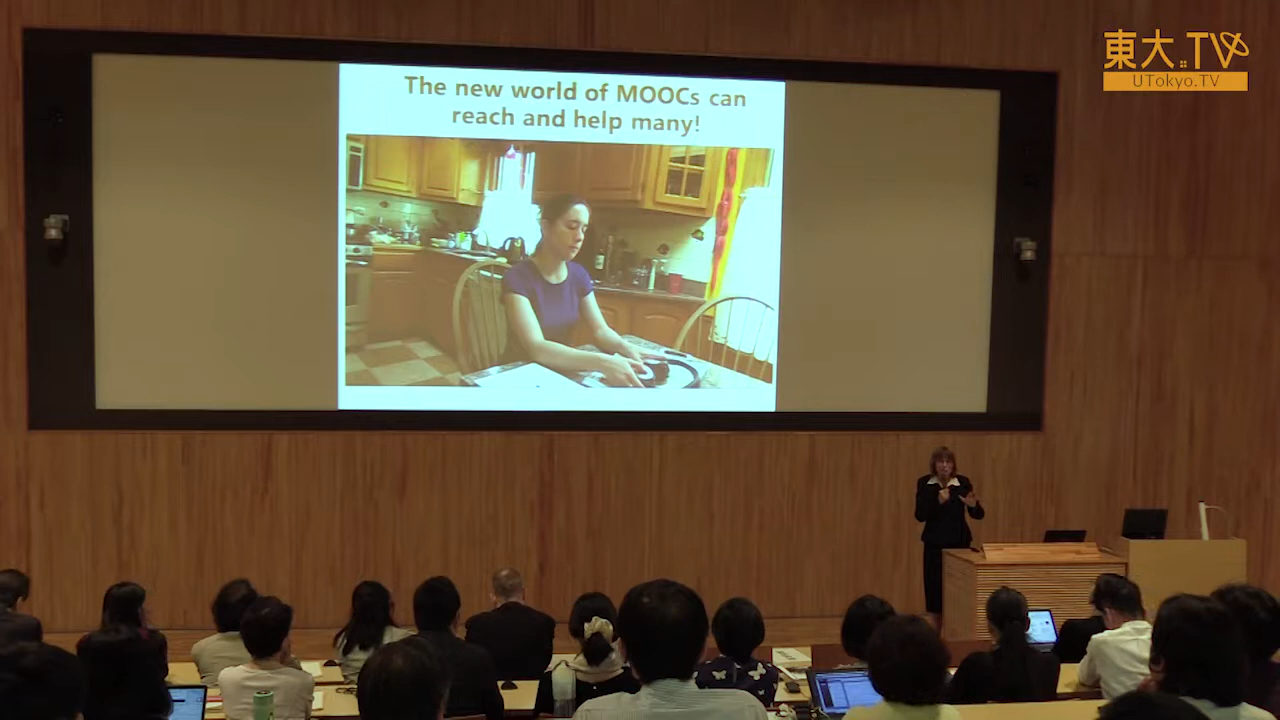 The new world of MOOCs can
reach and help many!
東大.TV
UTokyo.TV